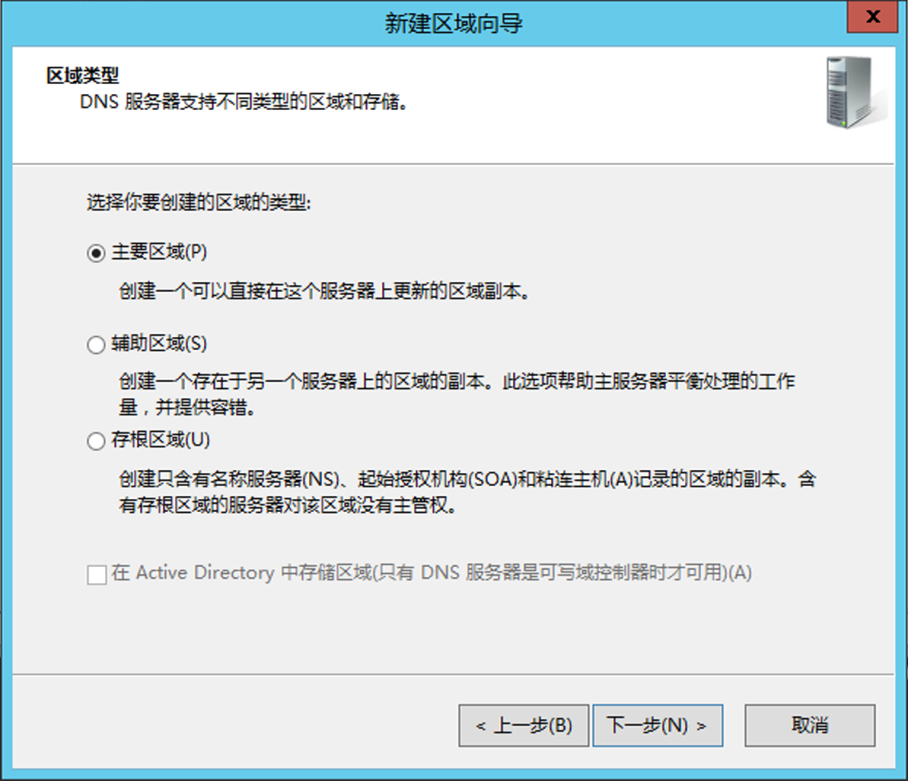 新建区域向导
x
区域类型
DNS 服务器支持不同类型的区域和存储。
选择你要创建的区域的类型:
主要区域(P)
创建一个可以直接在这个服务器上更新的区域副本。
辅助区域(S)
创建一个存在于另一个服务器上的区域的副本。此选项帮助主服务器平衡处理的工作
量，并提供容错。
存根区域(U)
创建只含有名称服务器(NS)、起始授权机构(SOA)和粘连主机(A)记录的区域的副本。含
有存根区域的服务器对该区域没有主管权。
在 Active Directory 中存储区域(只有 DNS 服务器是可写域控制器时才可用)(A)
< 上一步(B)
下一步(N) >
取消